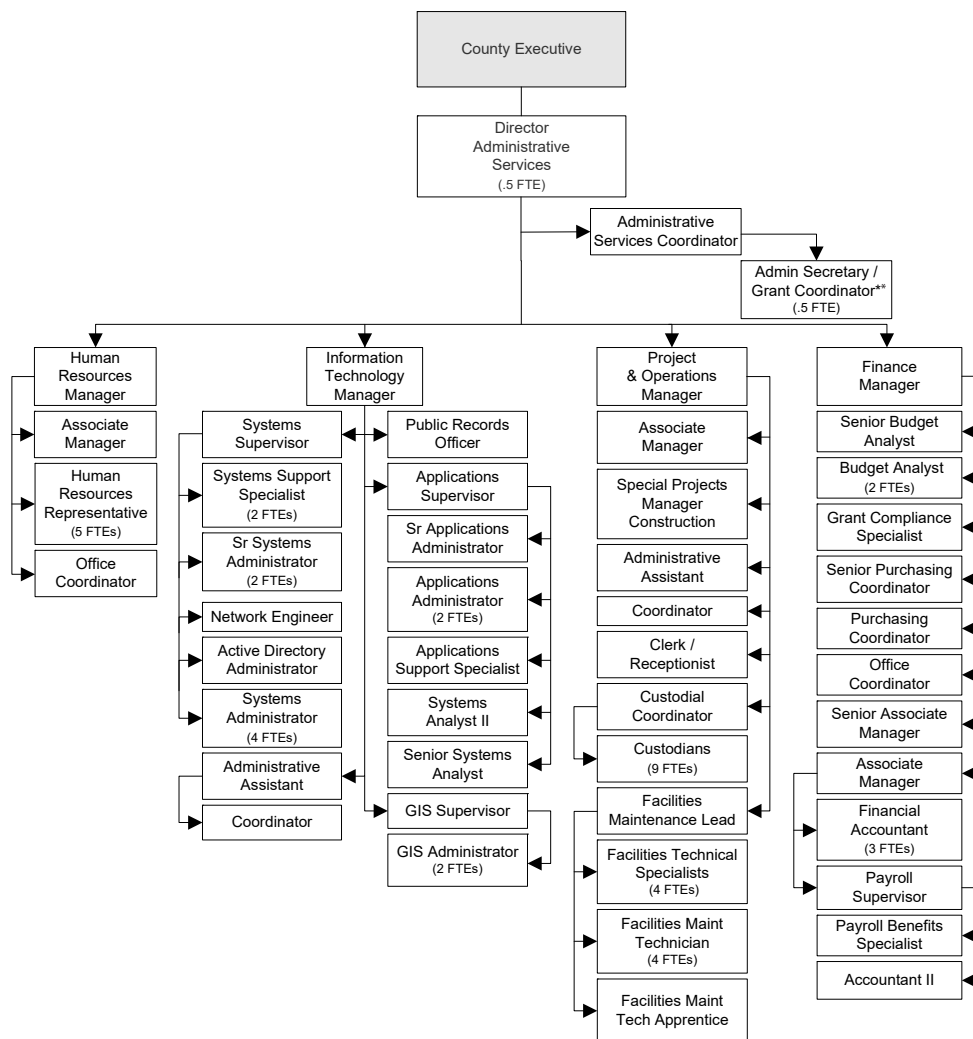 County Executive
Director
Administrative
Services
(.5 FTE)
Administrative
Services Coordinator
Admin Secretary /
Grant Coordinator**
(.5 FTE)
Human
Resources
Manager
Associate
Manager
Human
Resources
Representative
(5 FTEs)
Office
Coordinator
Information
Technology
Manager
Systems
Supervisor
Systems Support
Specialist
(2 FTEs)
Sr Systems
Administrator
(2 FTEs)
Network Engineer
Active Directory
Administrator
Systems
Administrator
(4 FTEs)
Administrative
Assistant
Coordinator
Public Records
Officer
Applications
Supervisor
Sr Applications
Administrator
Applications
Administrator
(2 FTEs)
Applications
Support Specialist
Systems
Analyst II
Senior Systems
Analyst
GIS Supervisor
GIS Administrator
(2 FTEs)
Project
& Operations
Manager
Associate
Manager
Special Projects
Manager
Construction
Administrative
Assistant
Coordinator
Clerk /
Receptionist
Custodial
Coordinator
Custodians
(9 FTEs)
Facilities
Maintenance Lead
Facilities Technical
Specialists
(4 FTEs)
Facilities Maint
Technician
(4 FTEs)
Facilities Maint
Tech Apprentice
Finance
Manager
Senior Budget
Analyst
Budget Analyst
(2 FTEs)
Grant Compliance
Specialist
Senior Purchasing
Coordinator
Purchasing
Coordinator
Office
Coordinator
Senior Associate
Manager
Associate
Manager
Financial
Accountant
(3 FTEs)
Payroll
Supervisor
Payroll Benefits
Specialist
Accountant II